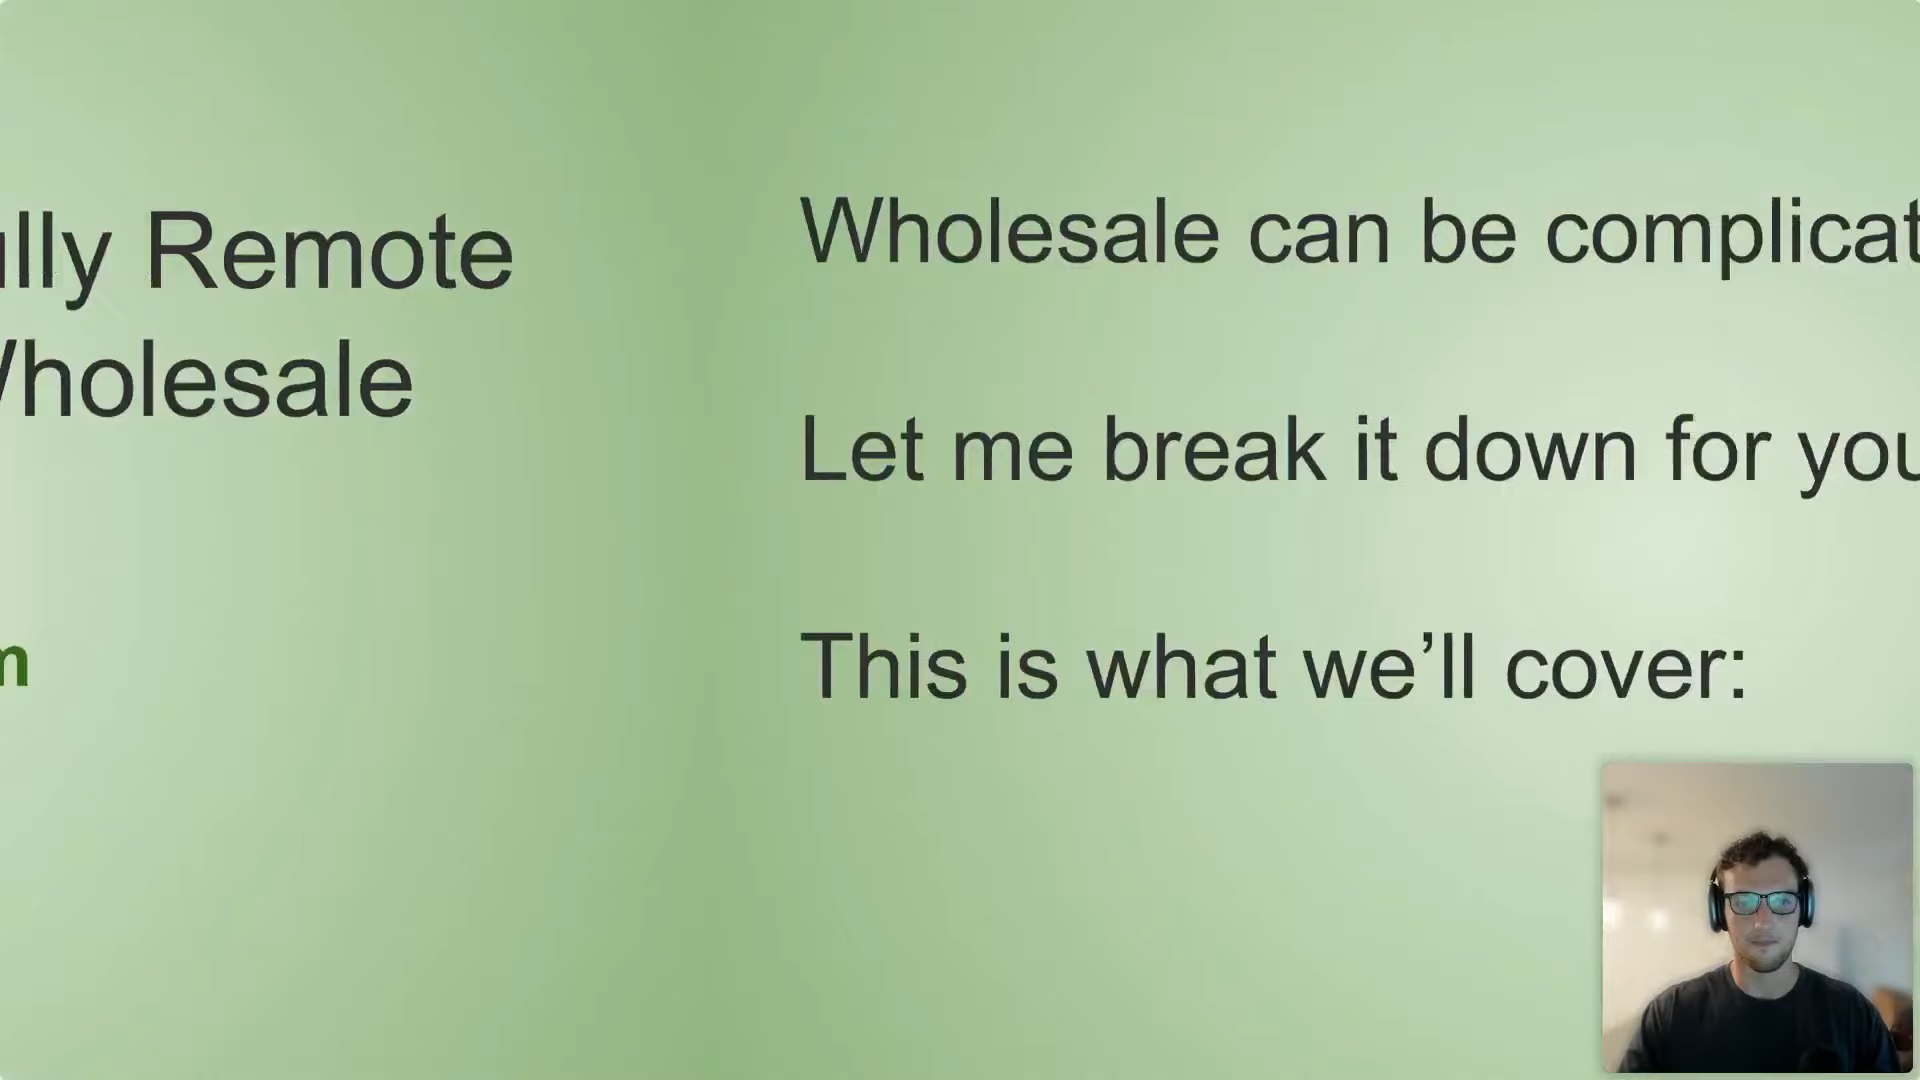 ully Remote
Wholesale
m
Wholesale can be complicat
Let me break it down for you
This is what we’ll cover: